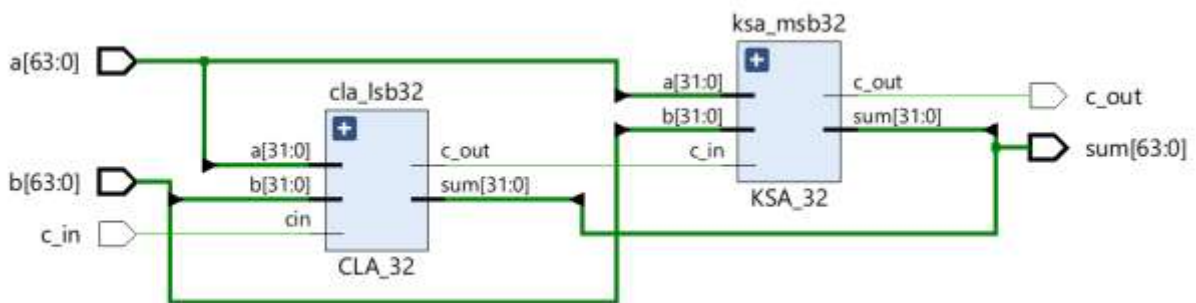 ksa_msb32
a[63:0]
a[31:0]
c_out
c_out
cla_lsb32
b[31:0]
sum[31:0]
sum[63:0]
a[31:0]
c_out
c_in
b[63:0]
b[31:0]
sum[31:0]
KSA_32
c_in
cin
CLA_32